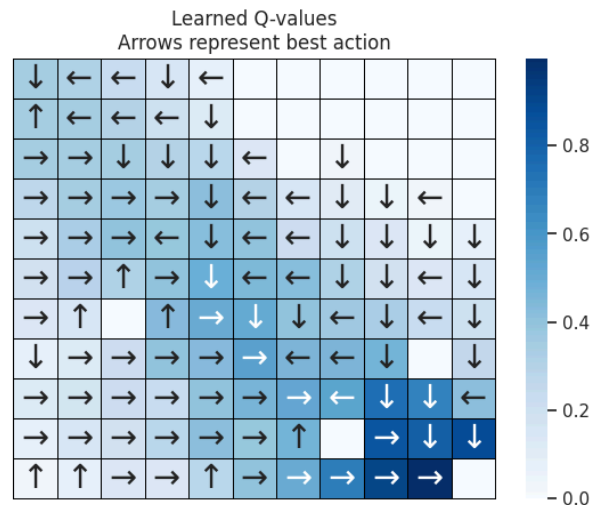 Learned Q-values
Arrows represent best action
↓ ← ← ↓ ←
↑ ← ← ← ↓
→ → ↓ ↓ ↓ ← ↓
→ → → → ↓ ← ← ↓ ↓ ←
→ → → ← ↓ ← ← ↓ ↓ ↓ ↓
→ → ↑ → ↓ ← ← ↓ ↓ ← ↓
→ ↑ ↑ → ↓ ↓ ← ↓ ← ↓
↓ → → → → → ← ← ↓ ↓
→ → → → → → → ← ↓ ↓ ←
→ → → → → → ↑ → ↓ ↓
↑ ↑ → → ↑ → → → → →
0.8
0.6
0.4
0.2
0.0